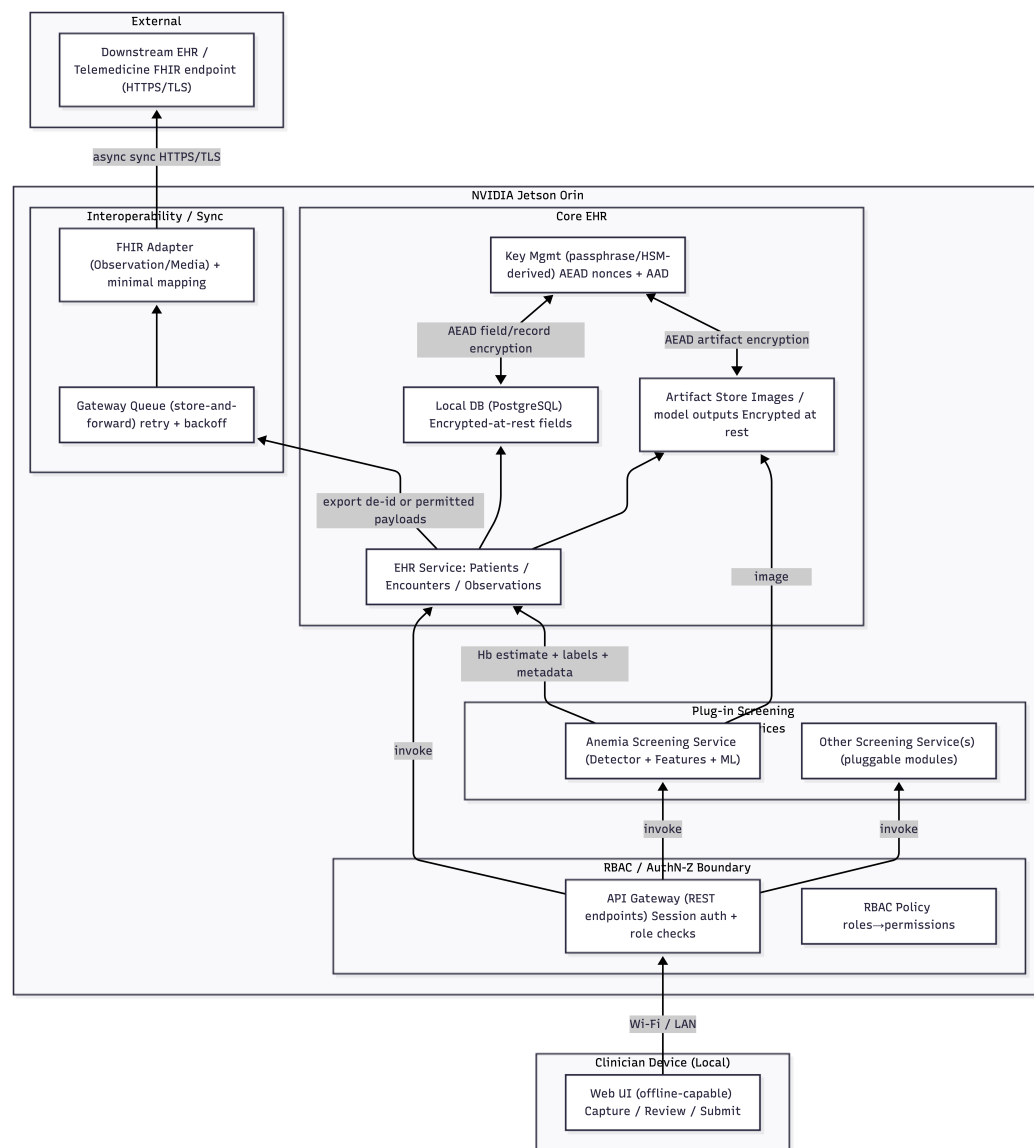 External
Downstream EHR /
Telemedicine FHIR endpoint
(HTTPS/TLS)
async sync HTTPS/TLS
NVIDIA Jetson Orin
Interoperability / Sync
Core EHR
FHIR Adapter
(Observation/Media) +
minimal mapping
Key Mgmt (passphrase/HSM-
derived) AEAD nonces + AAD
AEAD field/record
encryption
AEAD artifact encryption
Gateway Queue (store-and-
forward) retry + backoff
Local DB (PostgreSQL)
Encrypted-at-rest fields
Artifact Store Images /
model outputs Encrypted at
rest
export de-id or permitted
payloads
EHR Service: Patients /
Encounters / Observations
image
Hb estimate + labels +
metadata
Plug-in Screening
ices
Anemia Screening Service
(Detector + Features + ML)
Other Screening Service(s)
(pluggable modules)
invoke
invoke
invoke
RBAC / AuthN-Z Boundary
API Gateway (REST
endpoints) Session auth +
role checks
RBAC Policy
roles→permissions
Wi-Fi / LAN
Clinician Device (Local)
Web UI (offline-capable)
Capture / Review / Submit